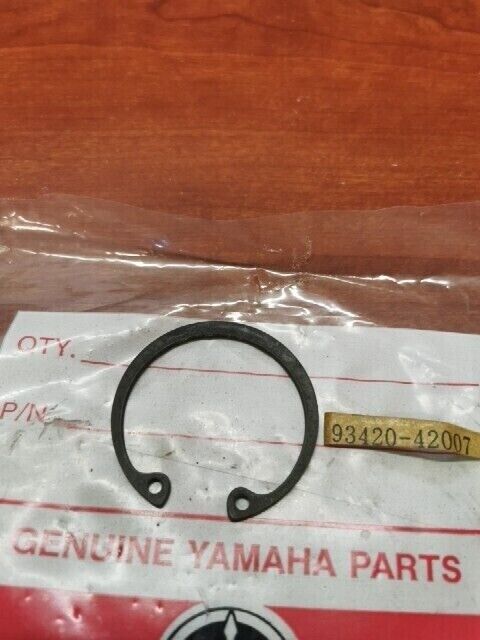 QTY.
P/N
93420-42007
GENUINE YAMAHA PARTS